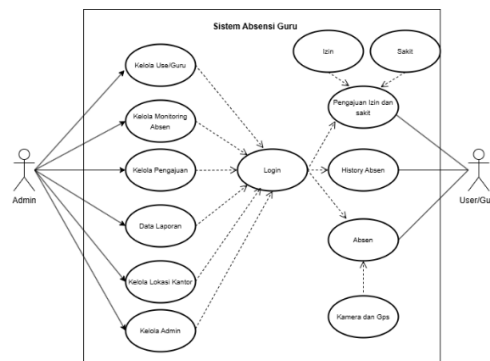 Sistem Absensi Guru
Izin
Sakit
Kelola Use/Guru
Pengajuan Izin dan
sakit
Kelola Monitoring
Absen
Kelola Pengajuan
Login
History Absen
Admin
User/Gu
Data Laporan
Absen
Kelola Lokasi Kantor
Kamera dan Gps
Kelola Admin